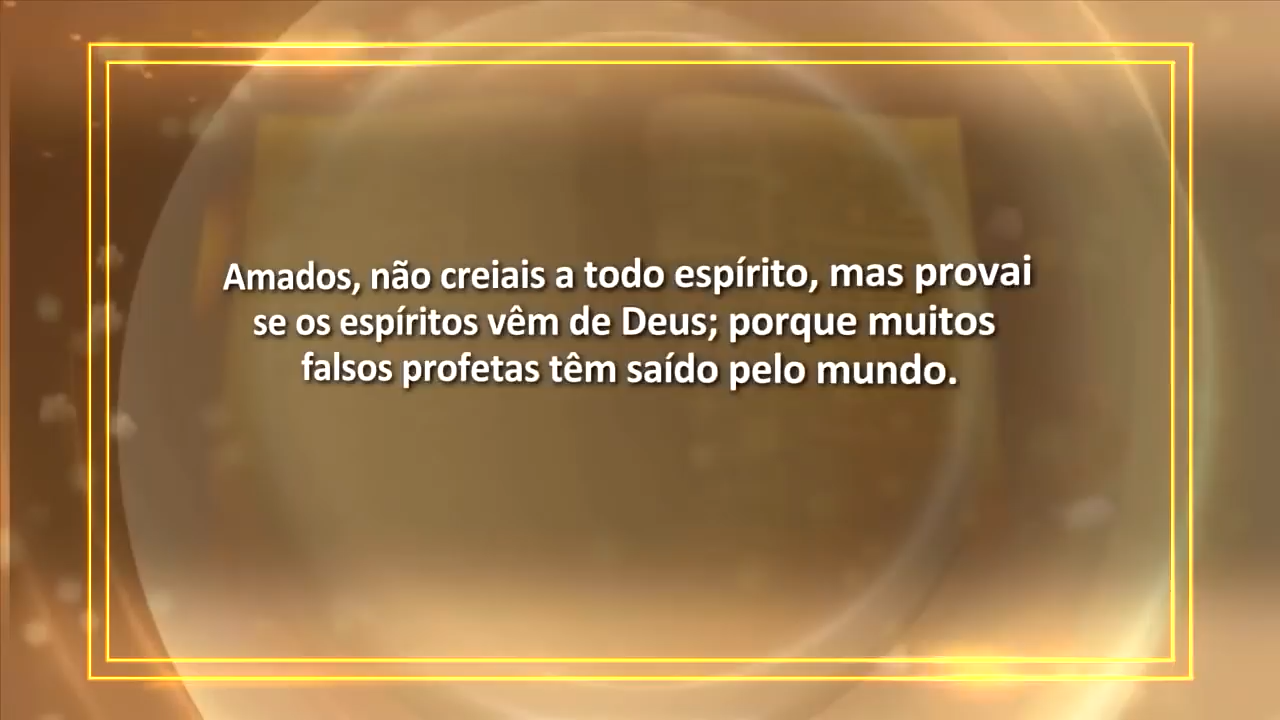 Amados, não creiais a todo espírito, mas provai
se os espíritos vêm de Deus; porque muitos
falsos profetas têm saído pelo mundo.